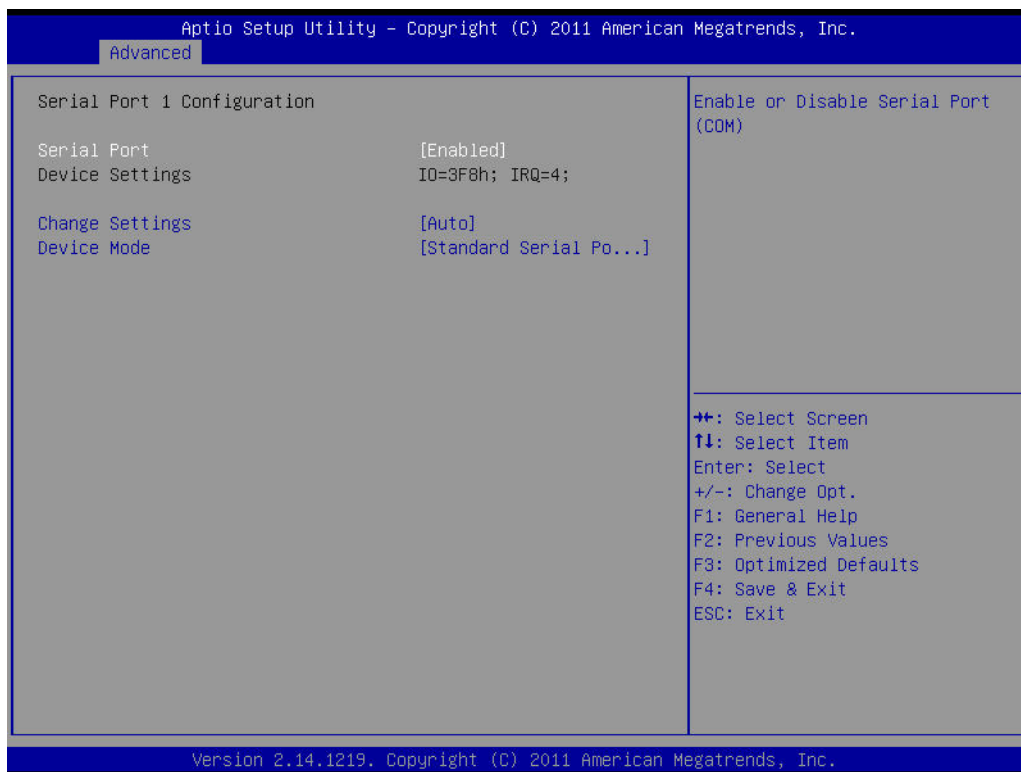 Aptio Setup Utility – Copyright (C) 2011 American Megatrends, Inc.
Advanced
Serial Port 1 Configuration
Serial Port [Enabled]
Device Settings IO=3F8h; IRQ=4;
Change Settings [Auto]
Device Mode [Standard Serial Po...]
Enable or Disable Serial Port
(COM)
→←: Select Screen
↑↓: Select Item
Enter: Select
+/-: Change Opt.
F1: General Help
F2: Previous Values
F3: Optimized Defaults
F4: Save & Exit
ESC: Exit
Version 2.14.1219. Copyright (C) 2011 American Megatrends, Inc.